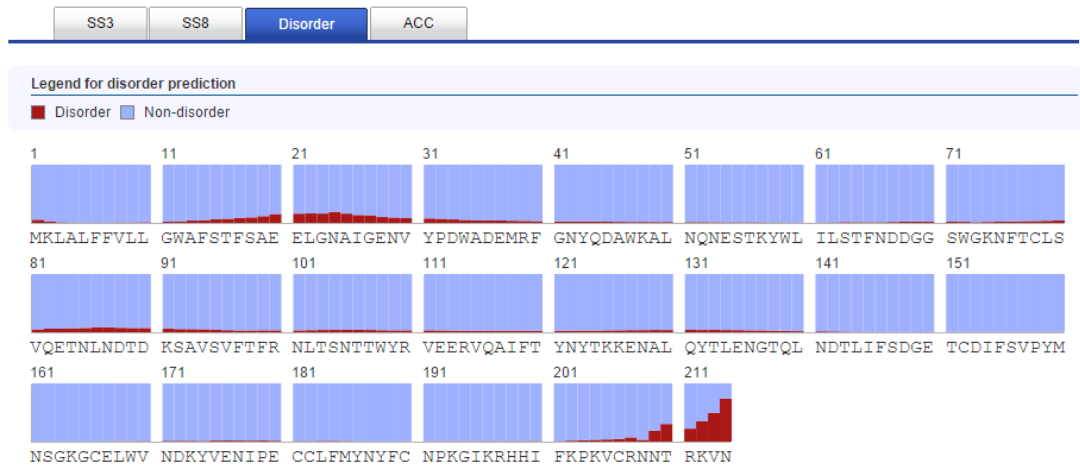 SS3 SS8 Disorder ACC
Legend for disorder prediction
Disorder Non-disorder
1 11 21 31 41 51 61 71
MKLALFFVLL GWAFSTFSAE ELGNAIGENV YPDWADEMRF GNYQDAWKAL NQNESTKYWL ILSTFNDDGG SWGKNFTCLS
81 91 101 111 121 131 141 151
VQETNLNDTD KSAVSVFTFR NLTSNTTWYR VEERVQAIFT YNYTKKENAL QYTLENGTQL NDTLIFSDGE TCDIFSVPYM
161 171 181 191 201 211
NSGKGCELWV NDKYVENIPE CCLFMYNYFC NPKGIKRHHI FKPKVCRNNT RKVN